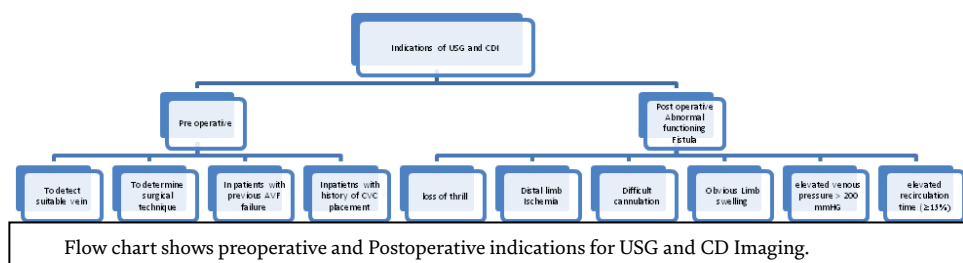 Indications of USG and CDI
Pre operative
Post operative
Abnormal
functioning
Fistula
To detect
suitable vein
To determine
surgical
technique
In patients with
previous AVF
failure
Inpatietns with
history of CVC
placement
loss of thrill
Distal limb
Ischemia
Difficult
cannulation
Obvious Limb
swelling
elevated venous
pressure > 200
mmHG
elevated
recirculation
time (≥15%)
Flow chart shows preoperative and Postoperative indications for USG and CD Imaging.